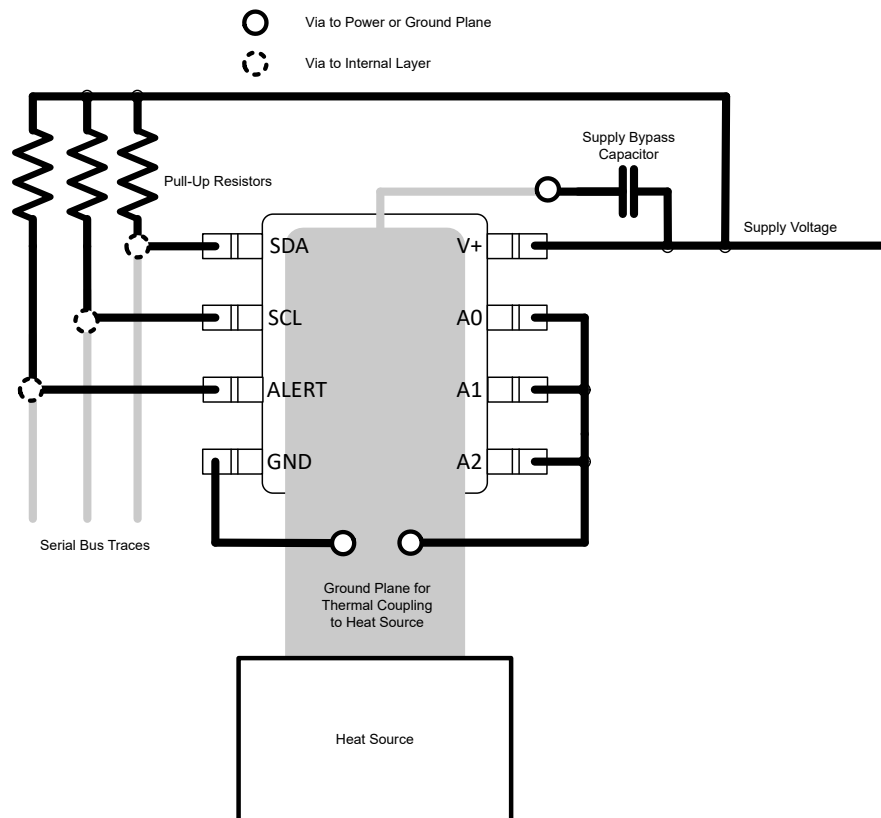 Via to Power or Ground Plane
Via to Internal Layer
Supply Bypass
Capacitor
Pull-Up Resistors
Supply Voltage
SDA
V+
SCL
A0
ALERT
A1
GND
A2
Serial Bus Traces
Ground Plane for
Thermal Coupling
to Heat Source
Heat Source